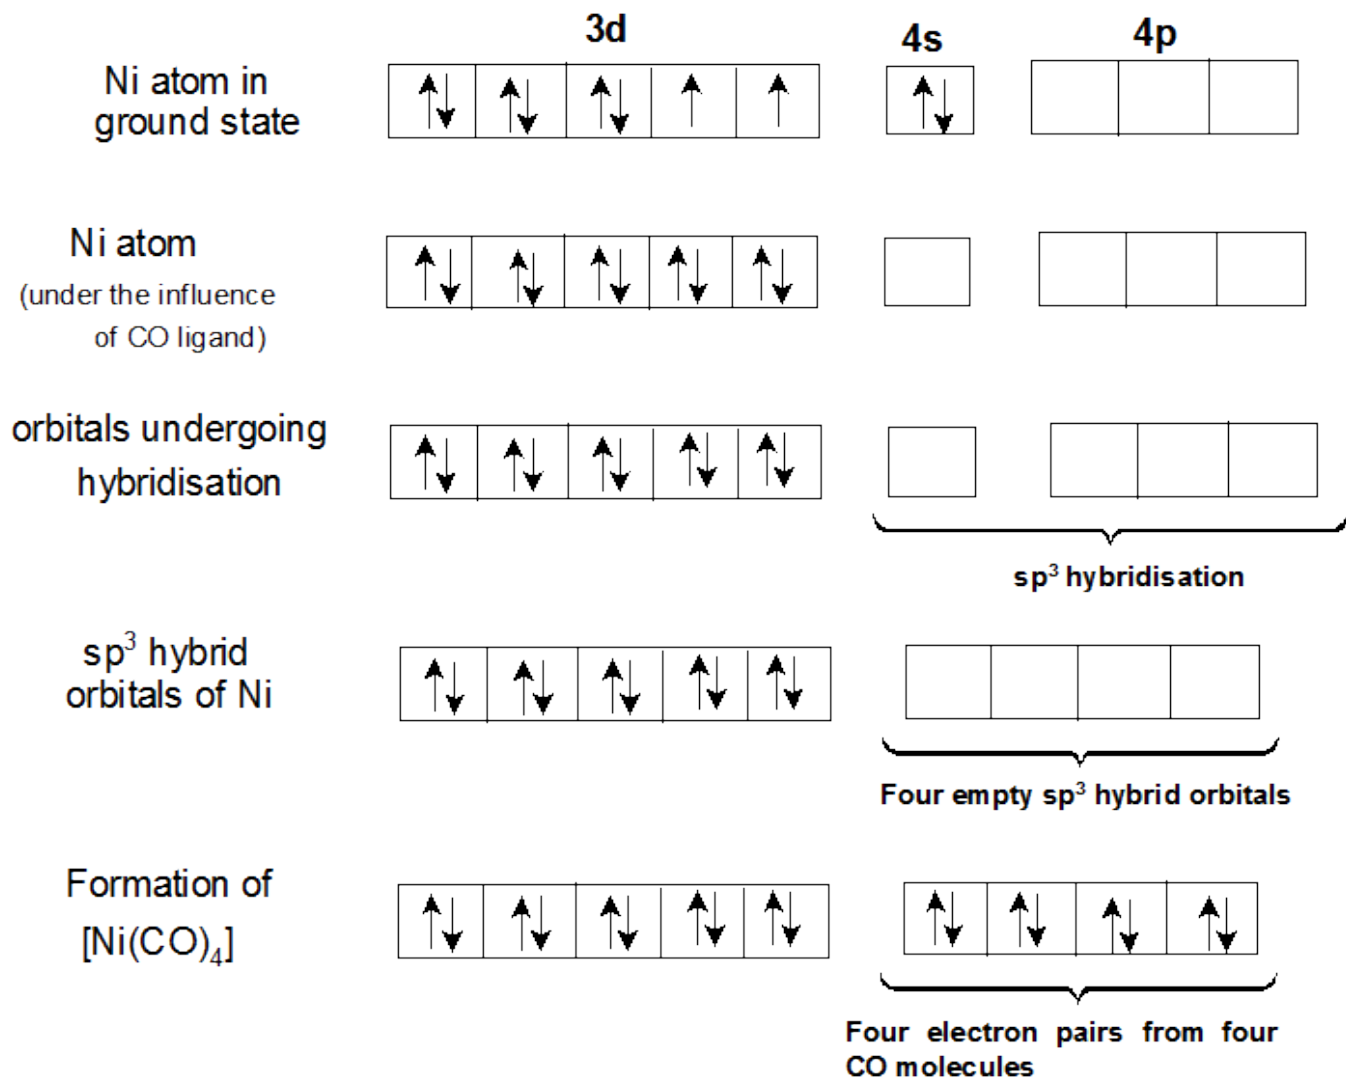 3d 4s 4p
Ni atom in
ground state
Ni atom
(under the influence
of CO ligand)
orbitals undergoing
hybridisation
sp³ hybridisation
sp³ hybrid
orbitals of Ni
Four empty sp³ hybrid orbitals
Formation of
[Ni(CO)₄]
Four electron pairs from four
CO molecules